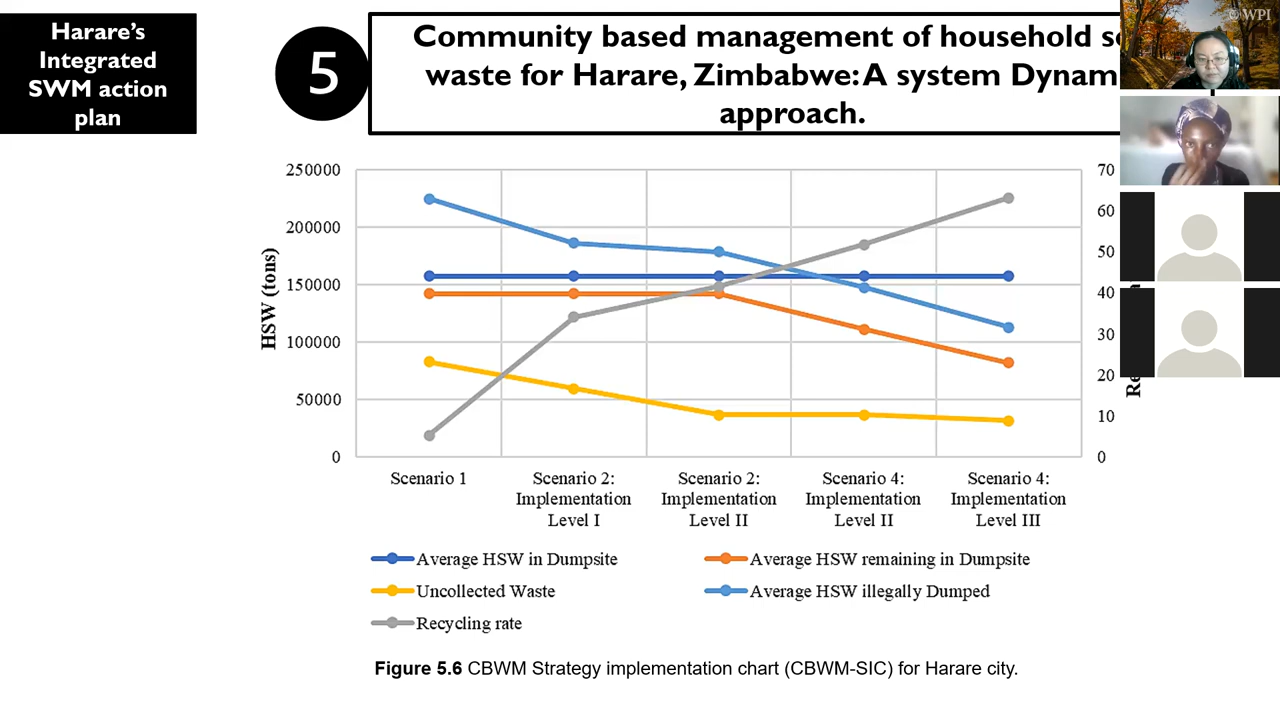 Harare's
Integrated
SWM action
plan
5
Community based management of household
waste for Harare, Zimbabwe: A system
approach.
© WPI
250000
200000
150000
100000
50000
0
HSW (tons)
70
60
50
40
30
20
10
0
Scenario 1
Scenario 2:
Implementation
Level I
Scenario 2:
Implementation
Level II
Scenario 4:
Implementation
Level II
Scenario 4:
Implementation
Level III
Average HSW in Dumpsite
Average HSW remaining in Dumpsite
Uncollected Waste
Average HSW illegally Dumped
Recycling rate
Figure 5.6 CBWM Strategy implementation chart (CBWM-SIC) for Harare city.